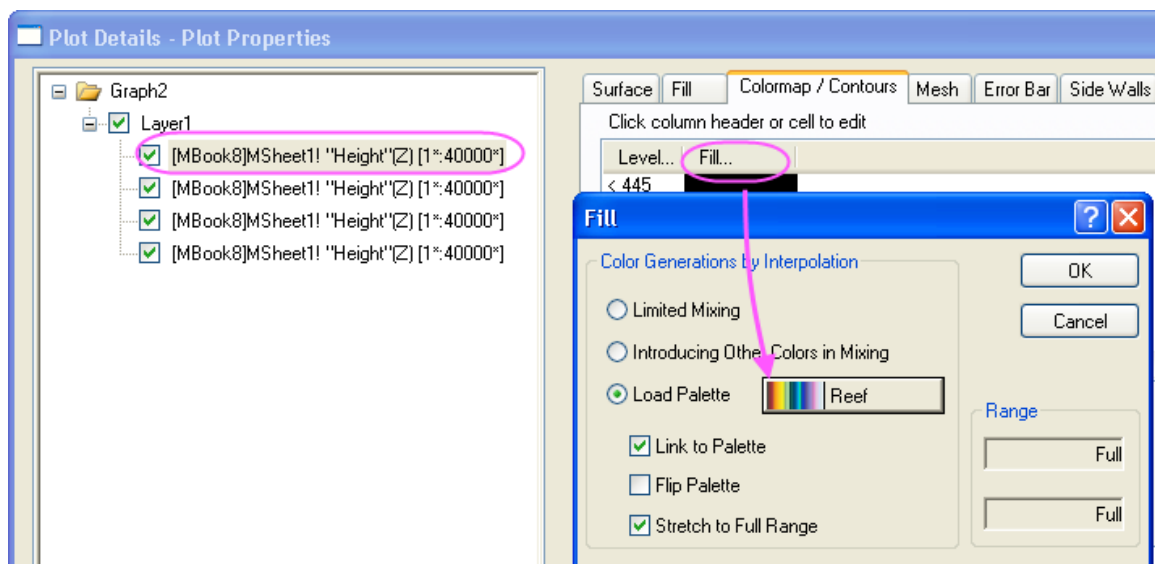 Plot Details - Plot Properties
Graph2
Layer1
[MBook8]MSheet1! "Height"(Z) [1*:40000*]
[MBook8]MSheet1! "Height"(Z) [1*:40000*]
[MBook8]MSheet1! "Height"(Z) [1*:40000*]
[MBook8]MSheet1! "Height"(Z) [1*:40000*]
Surface Fill Colormap / Contours Mesh Error Bar Side Walls
Click column header or cell to edit
Level... Fill...
< 445
Fill
Color Generations by Interpolation
OK
Limited Mixing
Cancel
Introducing Other Colors in Mixing
Load Palette Reef
Range
Link to Palette
Full
Flip Palette
Full
Stretch to Full Range